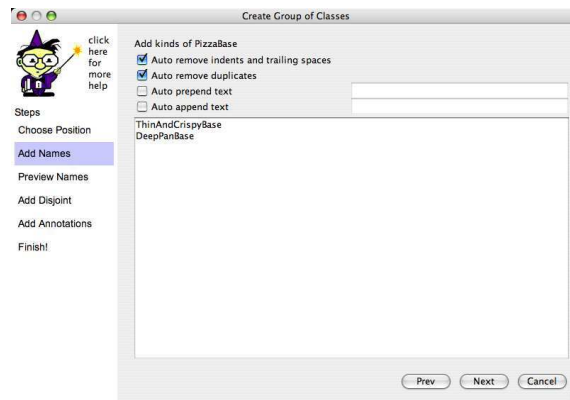 Create Group of Classes
click
here
for
more
help
Steps
Choose Position
Add Names
Preview Names
Add Disjoint
Add Annotations
Finish!
Add kinds of PizzaBase
Auto remove indents and trailing spaces
Auto remove duplicates
Auto prepend text
Auto append text
ThinAndCrispyBase
DeepPanBase
Prev
Next
Cancel